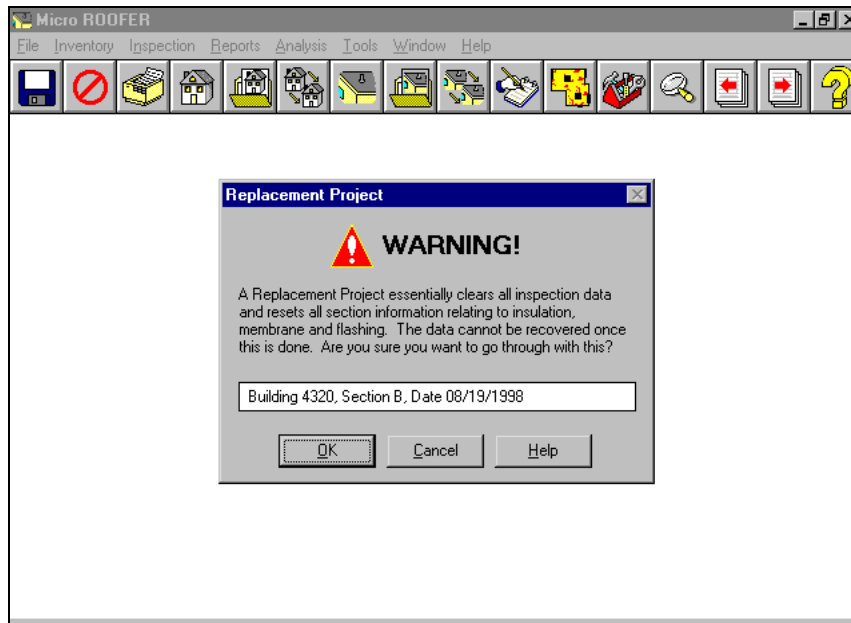 Micro ROOFER
File Inventory Inspection Reports Analysis Tools Window Help
Replacement Project
WARNING!
A Replacement Project essentially clears all inspection data
and resets all section information relating to insulation,
membrane and flashing. The data cannot be recovered once
this is done. Are you sure you want to go through with this?
Building 4320, Section B, Date 08/19/1998
OK Cancel Help